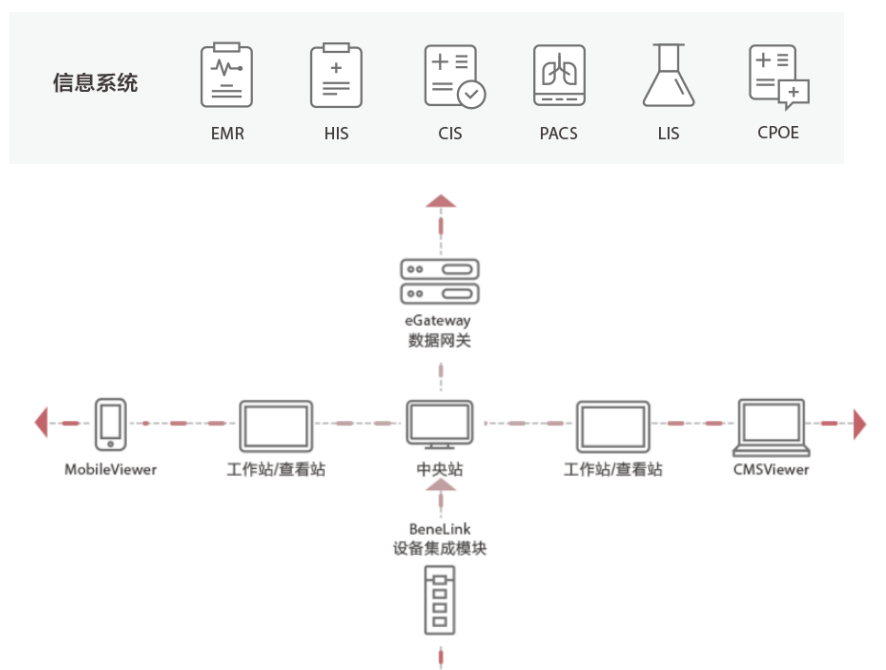 信息系统
EMR
HIS
CIS
PACS
LIS
CPOE
eGateway
数据网关
MobileViewer
工作站/查看站
中央站
工作站/查看站
CMSViewer
BeneLink
设备集成模块